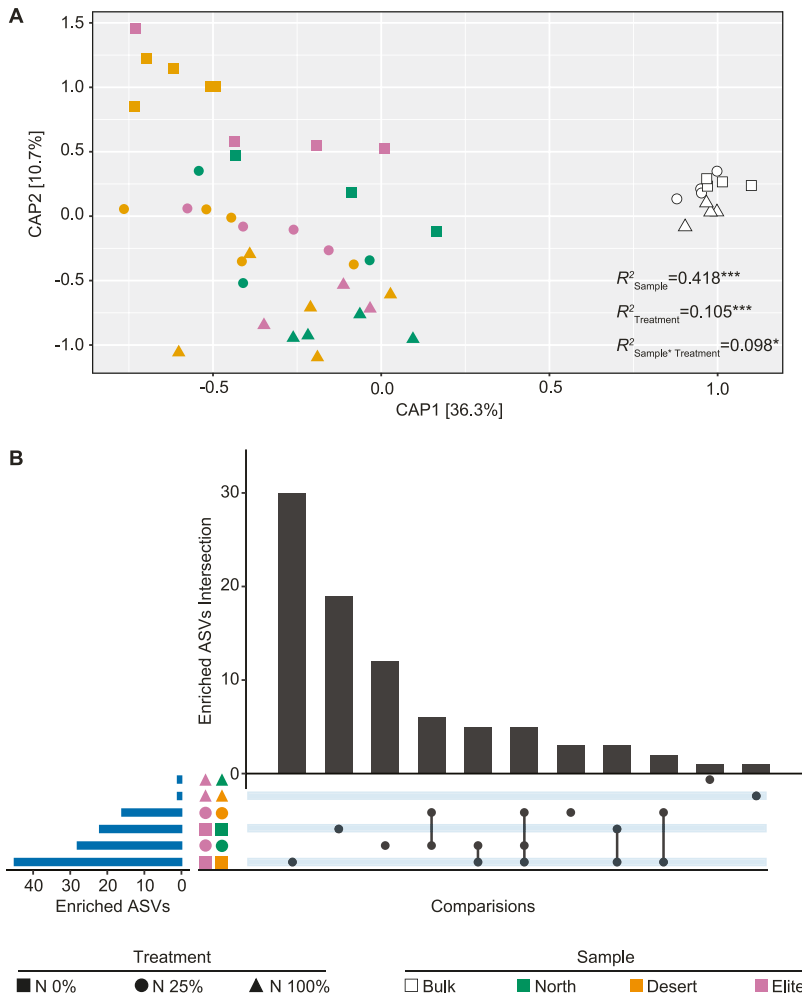 A
1.5
1.0
0.5
0.0
-0.5
-1.0
CAP2 [10.7%]
R²Sample=0.418***
R²Treatment=0.105***
R²Sample* Treatment=0.098*
-0.5 0.0 0.5 1.0
CAP1 [36.3%]
B
Enriched ASVs Intersection
30
20
10
0
40 30 20 10 0
Enriched ASVs
Comparisions
Treatment
N 0% N 25% N 100%
Sample
Bulk North Desert Elite